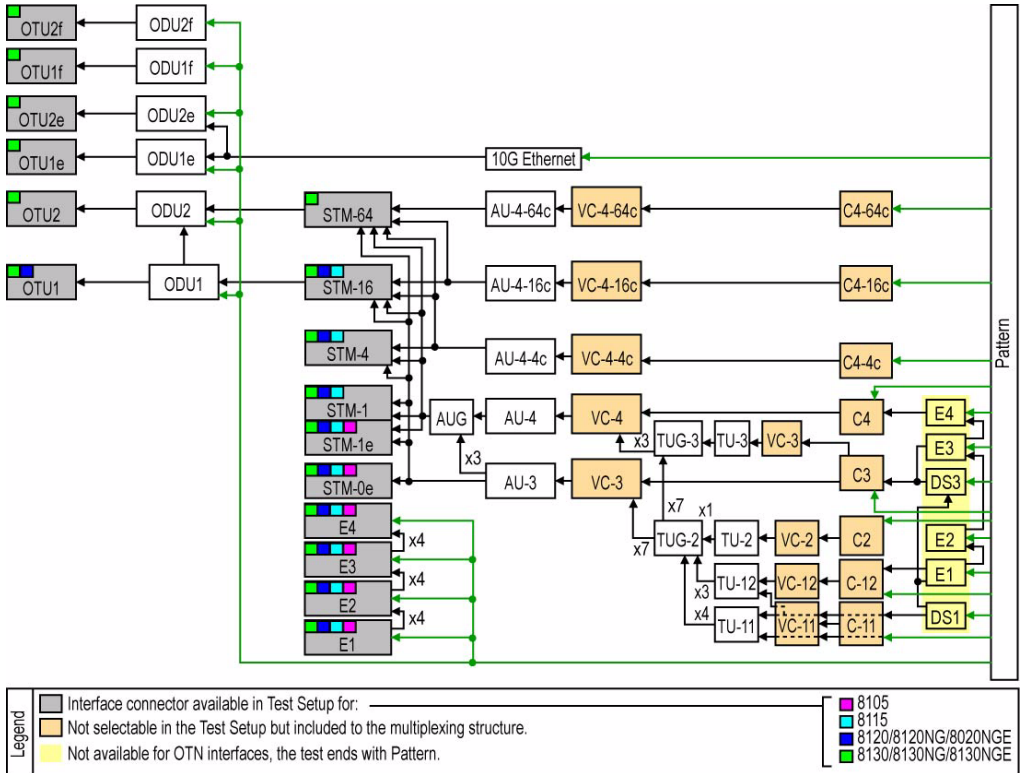 OTU2f ODU2f
OTU1f ODU1f
OTU2e ODU2e
OTU1e ODU1e 10G Ethernet
OTU2 ODU2 STM-64 AU-4-64c VC-4-64c C4-64c
OTU1 ODU1 STM-16 AU-4-16c VC-4-16c C4-16c
Pattern
STM-4 AU-4-4c VC-4-4c C4-4c
STM-1 AUG AU-4 VC-4 C4 E4
STM-1e x3 TUG-3 TU-3 VC-3 E3
x3
STM-0e AU-3 VC-3 C3 DS3
x7 x1
E4 x4 x7 TUG-2 TU-2 VC-2 C2 E2
E3 x4 x3 TU-12 VC-12 C-12 E1
E2 x4 x4 TU-11 VC-11 C-11 DS1
E1
Legend
Interface connector available in Test Setup for:
Not selectable in the Test Setup but included to the multiplexing structure.
Not available for OTN interfaces, the test ends with Pattern.
8105
8115
8120/8120NG/8020NGE
8130/8130NG/8130NGE